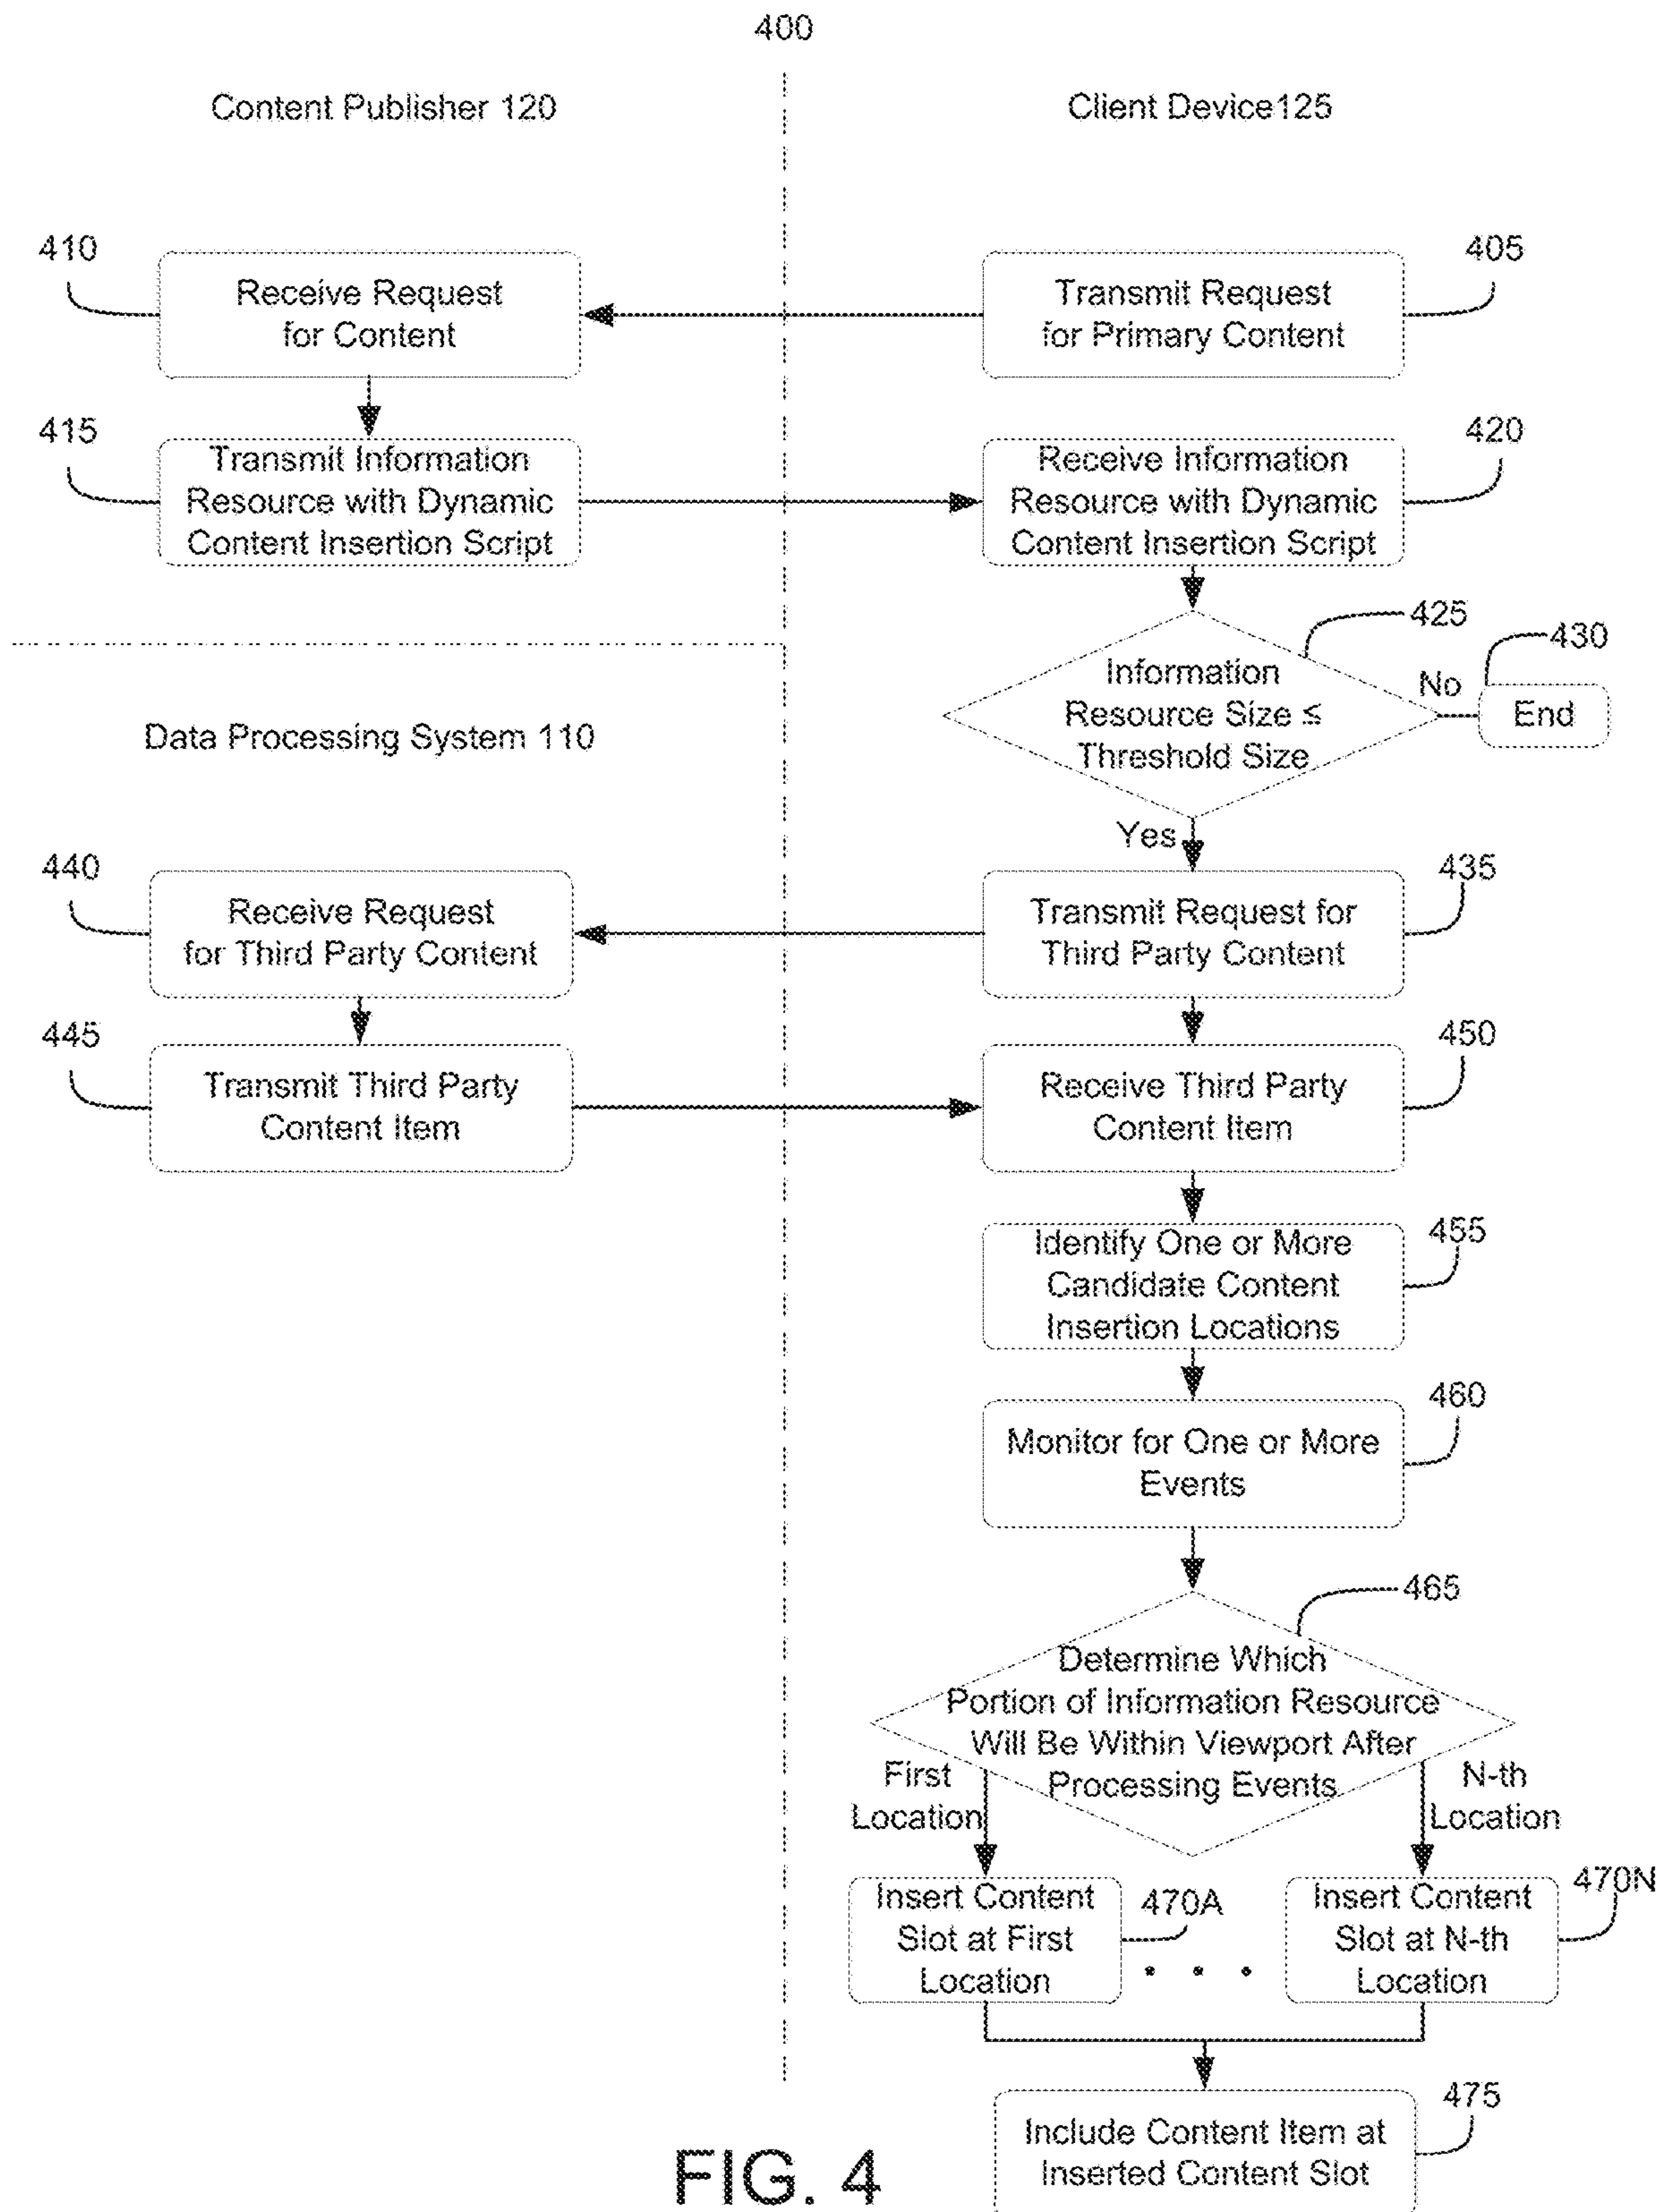 400
Content Publisher 120
Client Device125
410
Receive Request
for Content
405
Transmit Request
for Primary Content
415
Transmit Information
Resource with Dynamic
Content Insertion Script
420
Receive Information
Resource with Dynamic
Content Insertion Script
425
Information
Resource Size ≤
Threshold Size
No
430
End
Data Processing System 110
Yes
440
Receive Request
for Third Party Content
435
Transmit Request for
Third Party Content
445
Transmit Third Party
Content Item
450
Receive Third Party
Content Item
455
Identify One or More
Candidate Content
Insertion Locations
460
Monitor for One or More
Events
465
Determine Which
Portion of Information Resource
Will Be Within Viewport After
Processing Events
First
Location
N-th
Location
Insert Content
Slot at First
Location
470A
. . .
Insert Content
Slot at N-th
Location
470N
475
Include Content Item at
Inserted Content Slot
FIG. 4